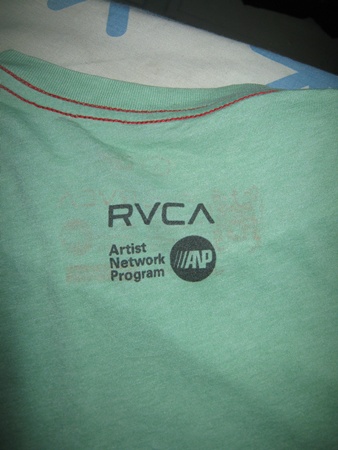 RVCA
Artist
Network
Program
ANP